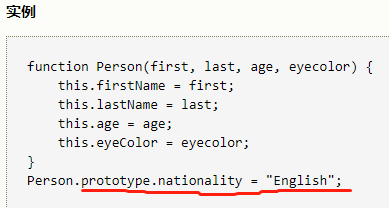 实例
function Person(first, last, age, eyecolor) {
    this.firstName = first;
    this.lastName = last;
    this.age = age;
    this.eyeColor = eyecolor;
}
Person.prototype.nationality = "English";